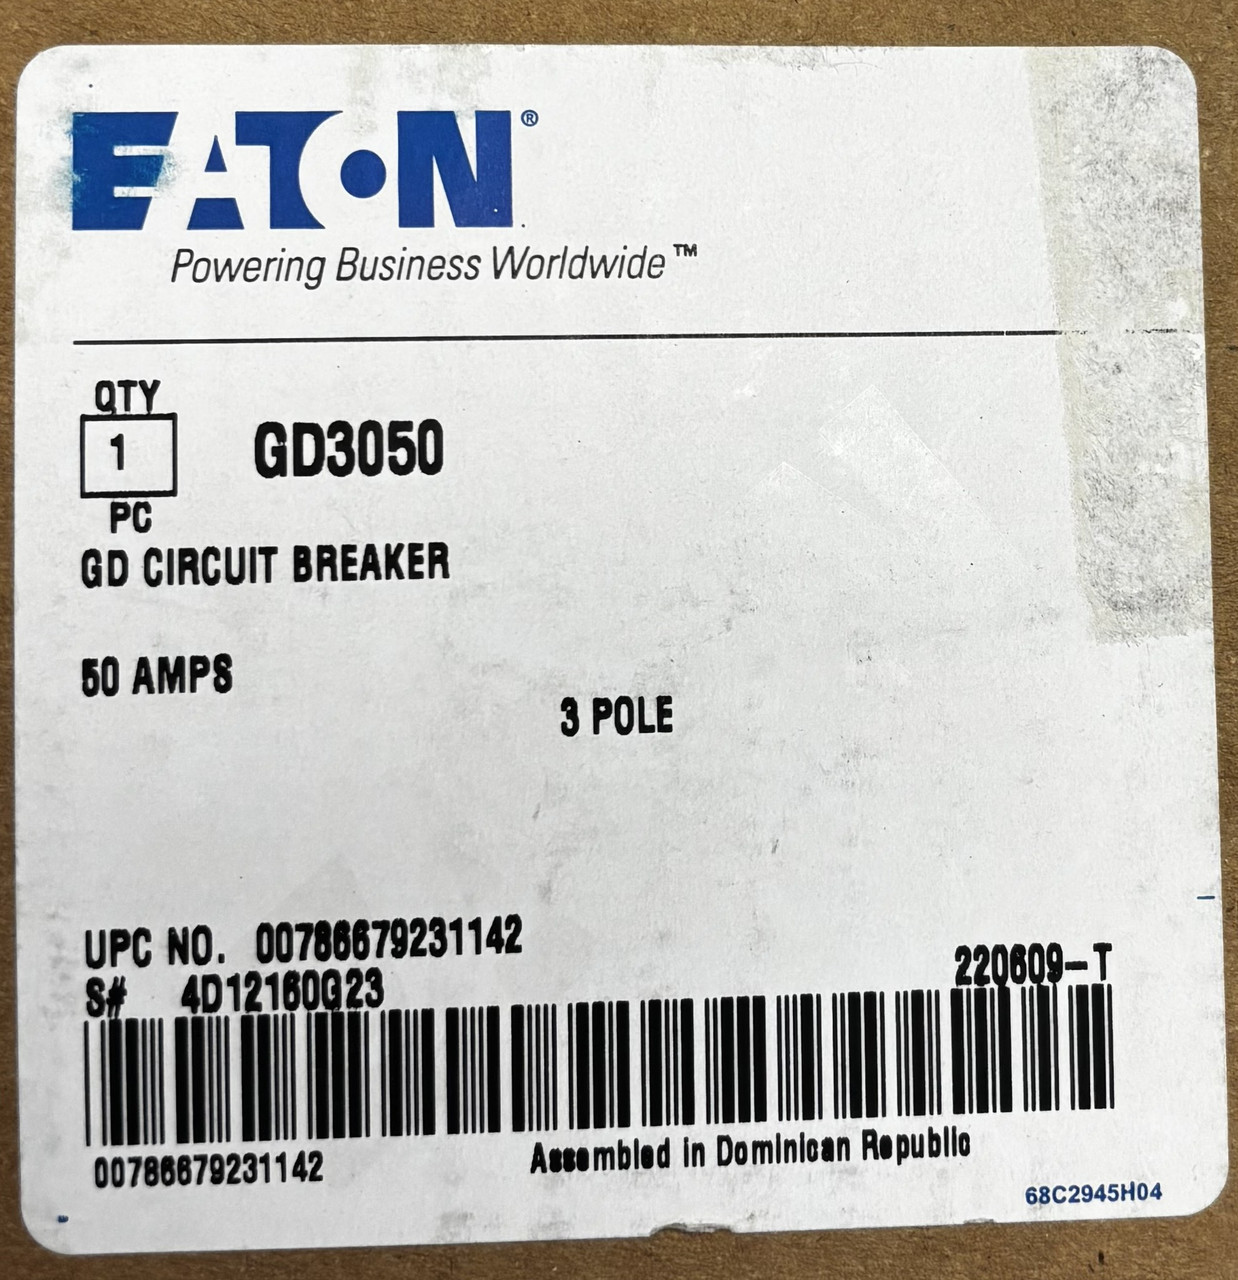 EATON®
Powering Business Worldwide™
QTY
1
PC
GD3050
GD CIRCUIT BREAKER
50 AMPS
3 POLE
UPC NO. 00786679231142
S# 4D12160G23
220609-T
00786679231142
Assembled in Dominican Republic
68C2945H04